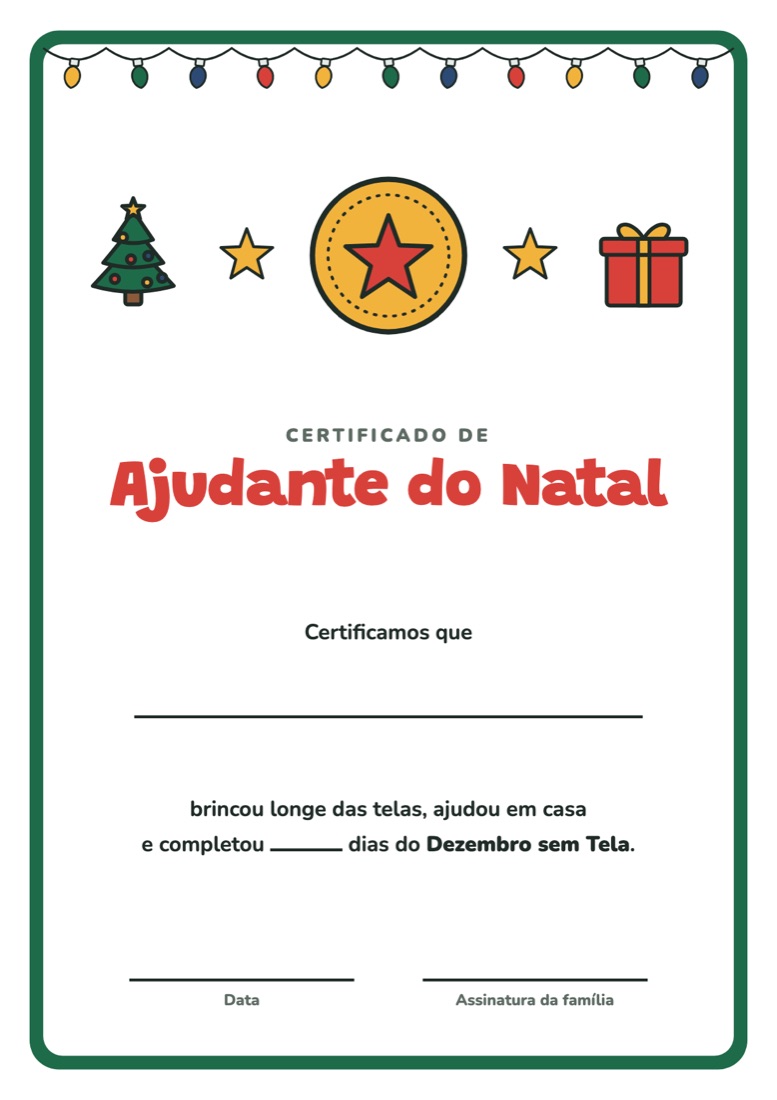 CERTIFICADO DE
Ajudante do Natal
Certificamos que
brincou longe das telas, ajudou em casa
e completou ______ dias do Dezembro sem Tela.
Data
Assinatura da família